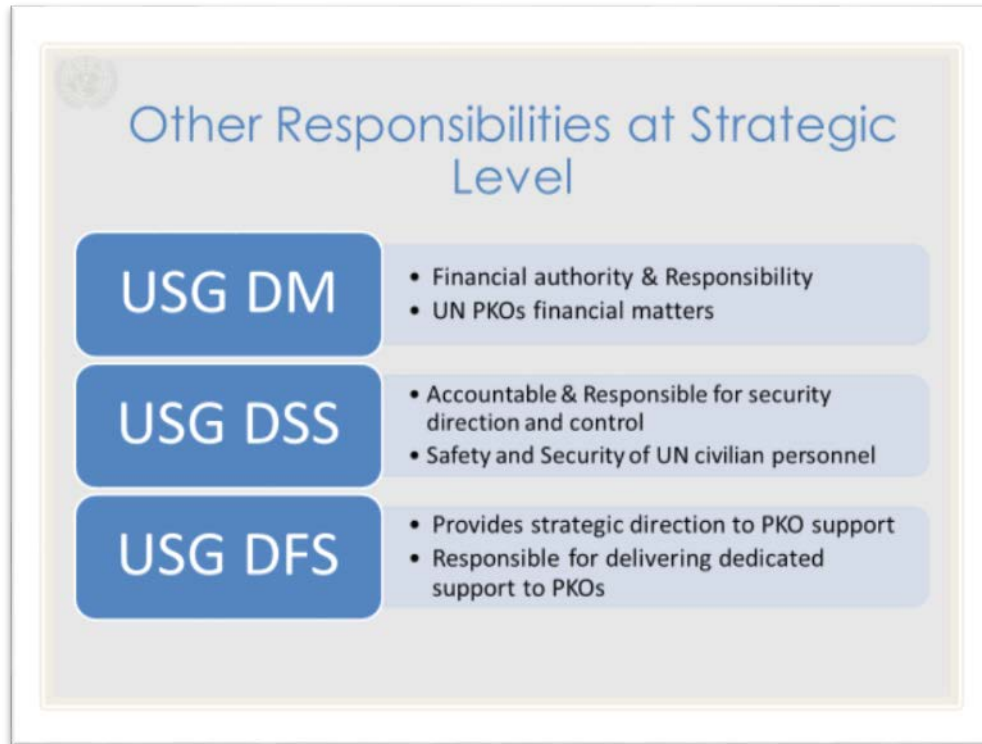 Other Responsibilities at Strategic
Level
USG DM
• Financial authority & Responsibility
• UN PKOs financial matters
USG DSS
• Accountable & Responsible for security
direction and control
• Safety and Security of UN civilian personnel
USG DFS
• Provides strategic direction to PKO support
• Responsible for delivering dedicated
support to PKOs